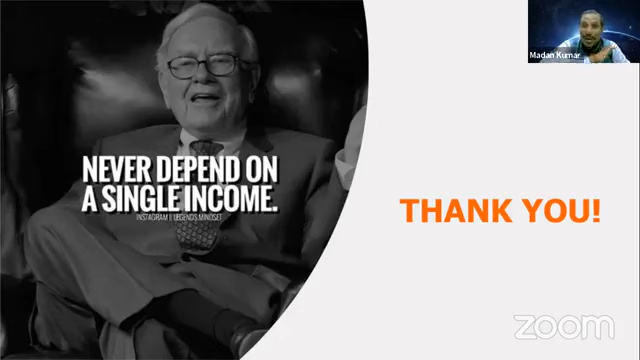 NEVER DEPEND ON
A SINGLE INCOME.
INSTAGRAM || LEGENDS.MINDSET
THANK YOU!
Madan Kumar
zoom